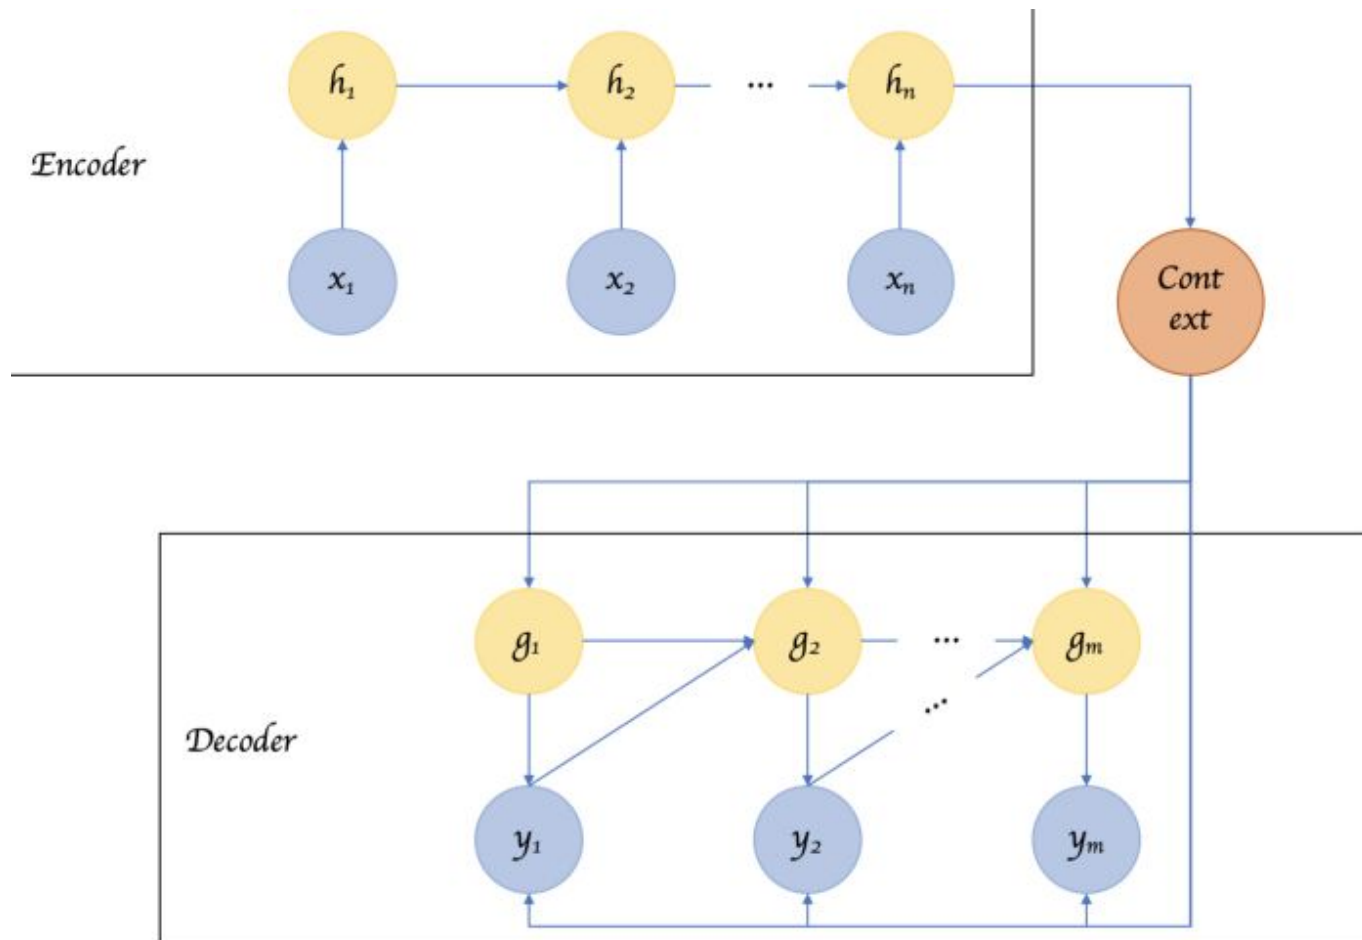 h₁
h₂
...
hₙ
Encoder
x₁
x₂
xₙ
Cont
ext
g₁
g₂
...
gₘ
...
Decoder
y₁
y₂
yₘ